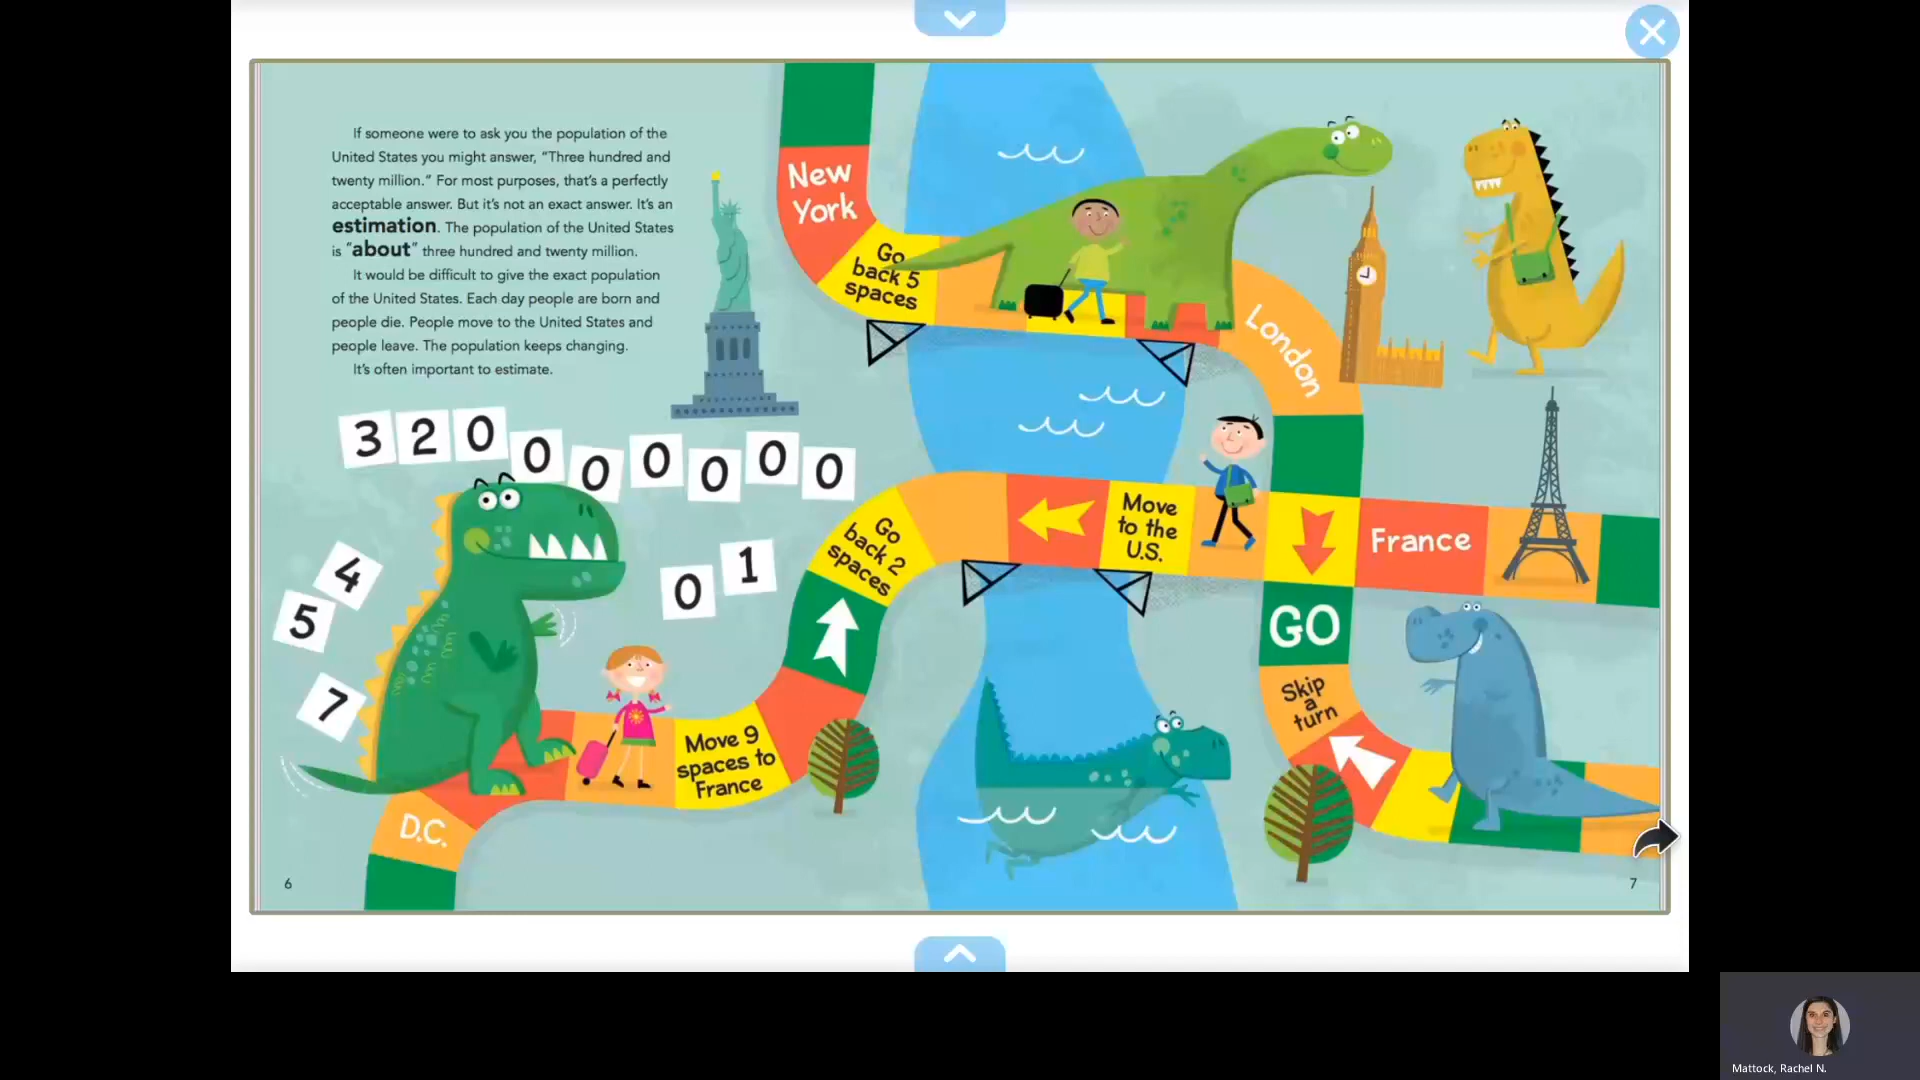 If someone were to ask you the population of the
United States you might answer, “Three hundred and
twenty million.” For most purposes, that’s a perfectly
acceptable answer. But it’s not an exact answer. It’s an
estimation. The population of the United States
is “about” three hundred and twenty million.
It would be difficult to give the exact population
of the United States. Each day people are born and
people die. People move to the United States and
people leave. The population keeps changing.
It’s often important to estimate.
3 2 0 0 0 0 0 0 0
4
5
7
0 1
New
York
Go
back 5
spaces
London
Move
to the
U.S.
France
Go
back 2
spaces
GO
Skip
a
turn
Move 9
spaces to
France
D.C.
6
7
Mattock, Rachel N.